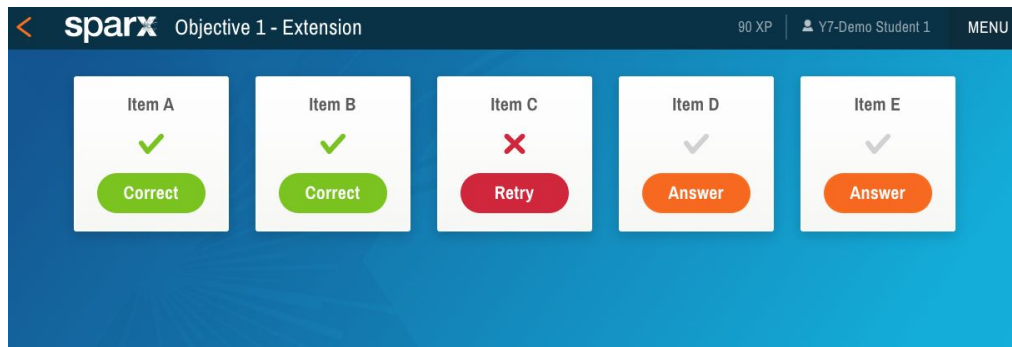 sparx Objective 1 - Extension 90 XP Y7-Demo Student 1 MENU
Item A Item B Item C Item D Item E
Correct Correct Retry Answer Answer